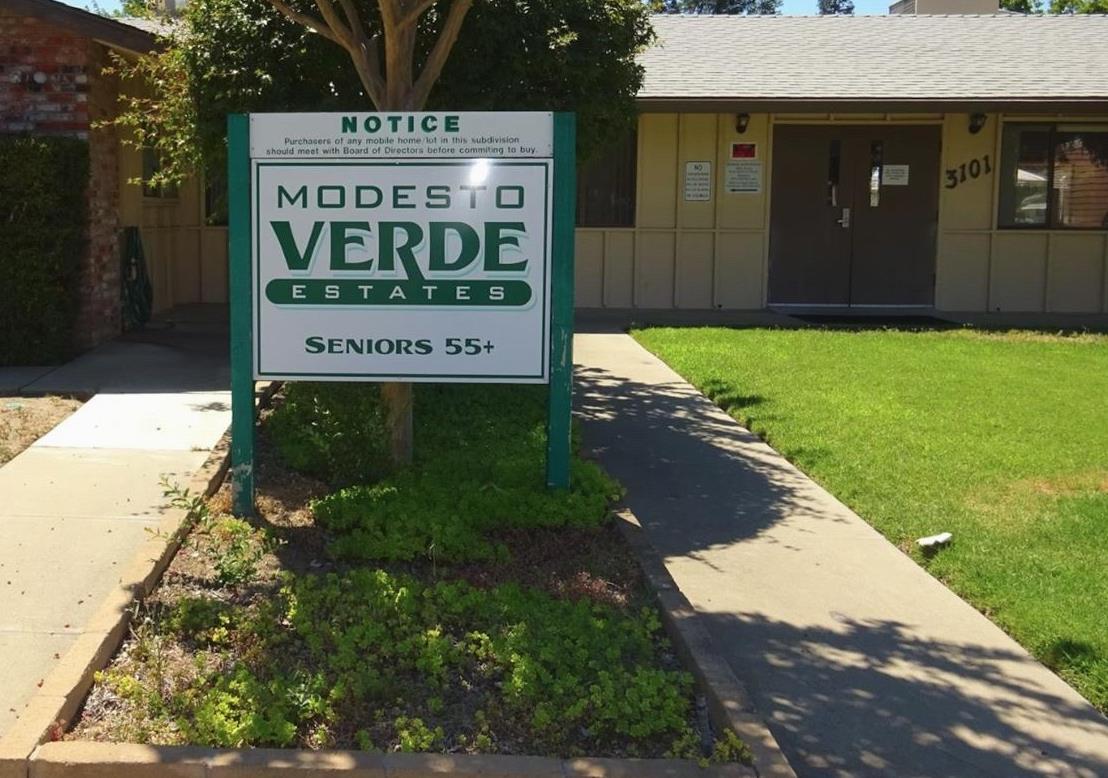 NOTICE
Purchasers of any mobile home/lot in this subdivision
should meet with Board of Directors before commiting to buy.
MODESTO
VERDE
ESTATES
SENIORS 55+
NO
3101